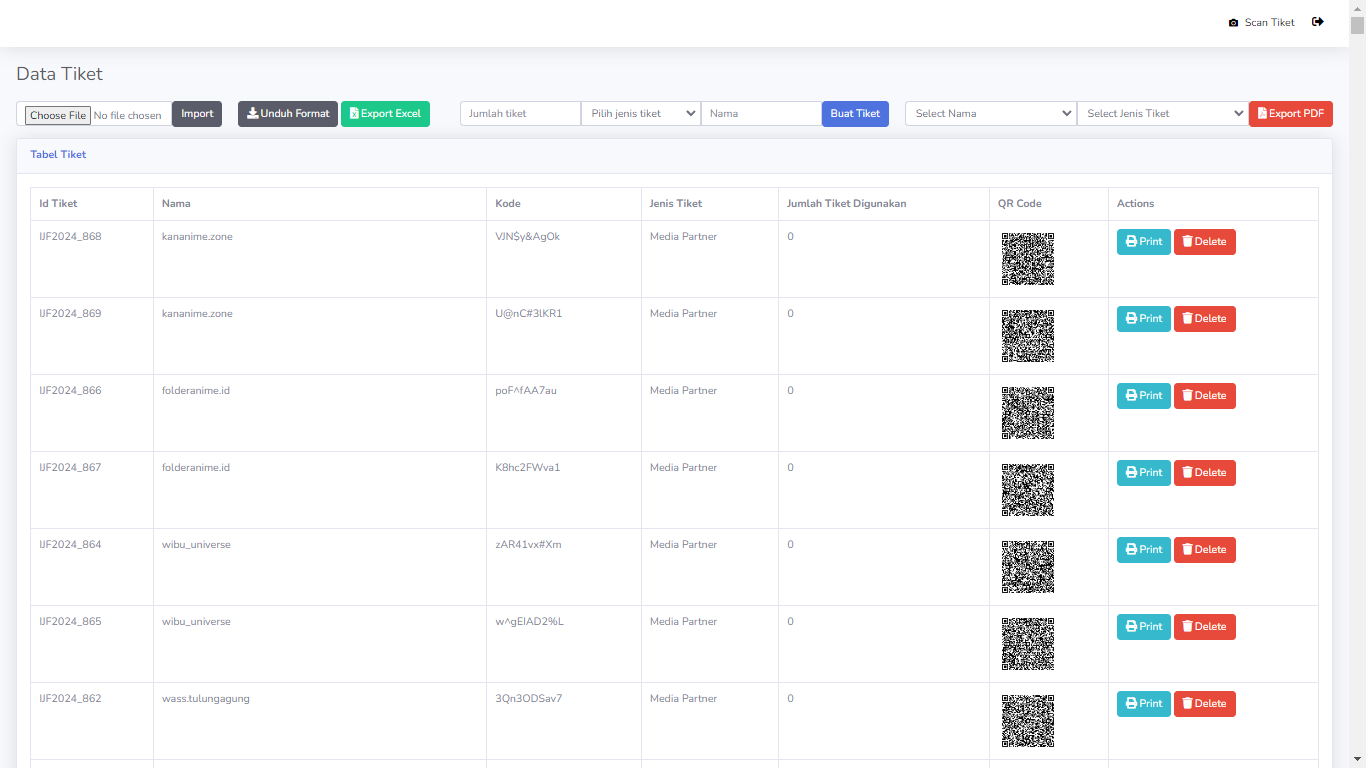 Scan Tiket
Data Tiket
Choose File No file chosen Import Unduh Format Export Excel Jumlah tiket Pilih jenis tiket Nama Buat Tiket Select Nama Select Jenis Tiket Export PDF
Tabel Tiket
Id Tiket Nama Kode Jenis Tiket Jumlah Tiket Digunakan QR Code Actions
IJF2024_868 kananime.zone VJN$y&AgOk Media Partner 0 Print Delete
IJF2024_869 kananime.zone U@nC#3lKR1 Media Partner 0 Print Delete
IJF2024_866 folderanime.id poF^fAA7au Media Partner 0 Print Delete
IJF2024_867 folderanime.id K8hc2FWva1 Media Partner 0 Print Delete
IJF2024_864 wibu_universe zAR41vx#Xm Media Partner 0 Print Delete
IJF2024_865 wibu_universe w^gElAD2%L Media Partner 0 Print Delete
IJF2024_862 wass.tulungagung 3Qn3ODSav7 Media Partner 0 Print Delete